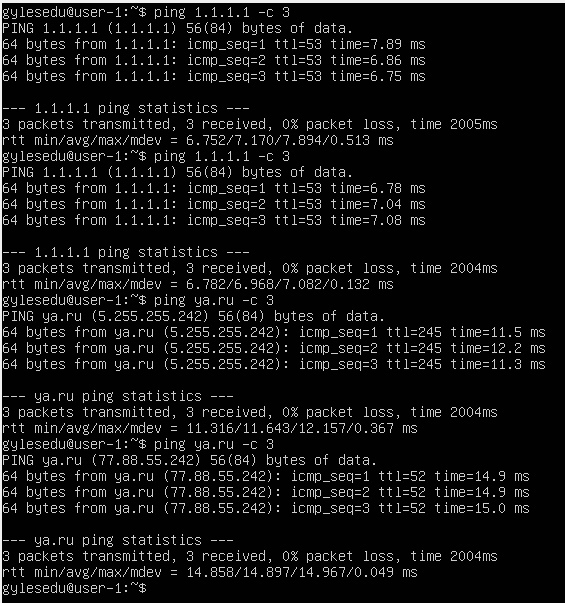 gylesedu@user-1:~$ ping 1.1.1.1 -c 3
PING 1.1.1.1 (1.1.1.1) 56(84) bytes of data.
64 bytes from 1.1.1.1: icmp_seq=1 ttl=53 time=7.89 ms
64 bytes from 1.1.1.1: icmp_seq=2 ttl=53 time=6.86 ms
64 bytes from 1.1.1.1: icmp_seq=3 ttl=53 time=6.75 ms

--- 1.1.1.1 ping statistics ---
3 packets transmitted, 3 received, 0% packet loss, time 2005ms
rtt min/avg/max/mdev = 6.752/7.170/7.894/0.513 ms
gylesedu@user-1:~$ ping 1.1.1.1 -c 3
PING 1.1.1.1 (1.1.1.1) 56(84) bytes of data.
64 bytes from 1.1.1.1: icmp_seq=1 ttl=53 time=6.78 ms
64 bytes from 1.1.1.1: icmp_seq=2 ttl=53 time=7.04 ms
64 bytes from 1.1.1.1: icmp_seq=3 ttl=53 time=7.08 ms

--- 1.1.1.1 ping statistics ---
3 packets transmitted, 3 received, 0% packet loss, time 2004ms
rtt min/avg/max/mdev = 6.782/6.968/7.082/0.132 ms
gylesedu@user-1:~$ ping ya.ru -c 3
PING ya.ru (5.255.255.242) 56(84) bytes of data.
64 bytes from ya.ru (5.255.255.242): icmp_seq=1 ttl=245 time=11.5 ms
64 bytes from ya.ru (5.255.255.242): icmp_seq=2 ttl=245 time=12.2 ms
64 bytes from ya.ru (5.255.255.242): icmp_seq=3 ttl=245 time=11.3 ms

--- ya.ru ping statistics ---
3 packets transmitted, 3 received, 0% packet loss, time 2004ms
rtt min/avg/max/mdev = 11.316/11.643/12.157/0.367 ms
gylesedu@user-1:~$ ping ya.ru -c 3
PING ya.ru (77.88.55.242) 56(84) bytes of data.
64 bytes from ya.ru (77.88.55.242): icmp_seq=1 ttl=52 time=14.9 ms
64 bytes from ya.ru (77.88.55.242): icmp_seq=2 ttl=52 time=14.9 ms
64 bytes from ya.ru (77.88.55.242): icmp_seq=3 ttl=52 time=15.0 ms

--- ya.ru ping statistics ---
3 packets transmitted, 3 received, 0% packet loss, time 2004ms
rtt min/avg/max/mdev = 14.858/14.897/14.967/0.049 ms
gylesedu@user-1:~$